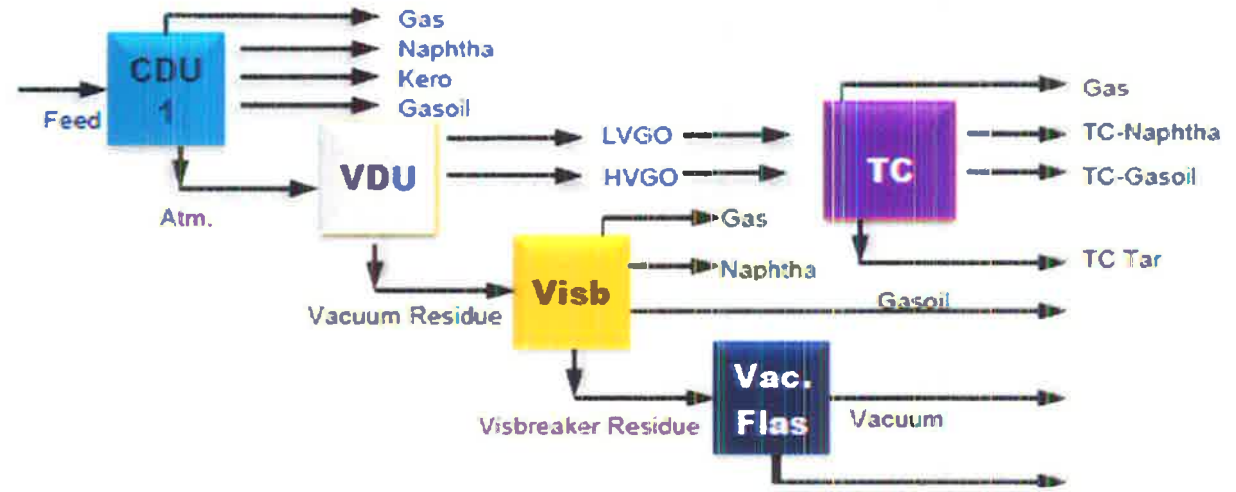 Gas
Naphtha
Kero
Gasoil
CDU
1
Feed
Atm.
VDU
LVGO
HVGO
TC
Gas
TC-Naphtha
TC-Gasoil
TC Tar
Vacuum Residue
Visb
Gas
Naphtha
Gasoil
Visbreaker Residue
Vac.
Flas
Vacuum